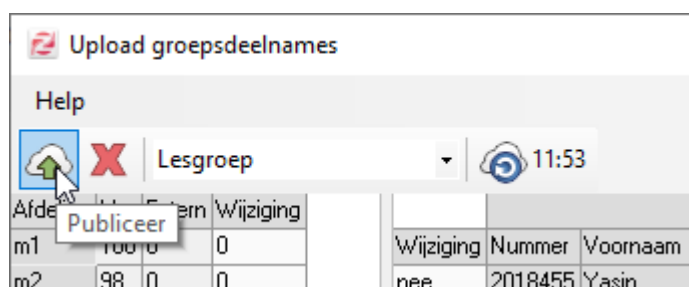 Upload groepsdeelnames
Help
Lesgroep 11:53
Wijziging
Publiceer
m1 0 0 Wijziging Nummer Voornaam
m2 98 0 0 nee 2018455 Yasin